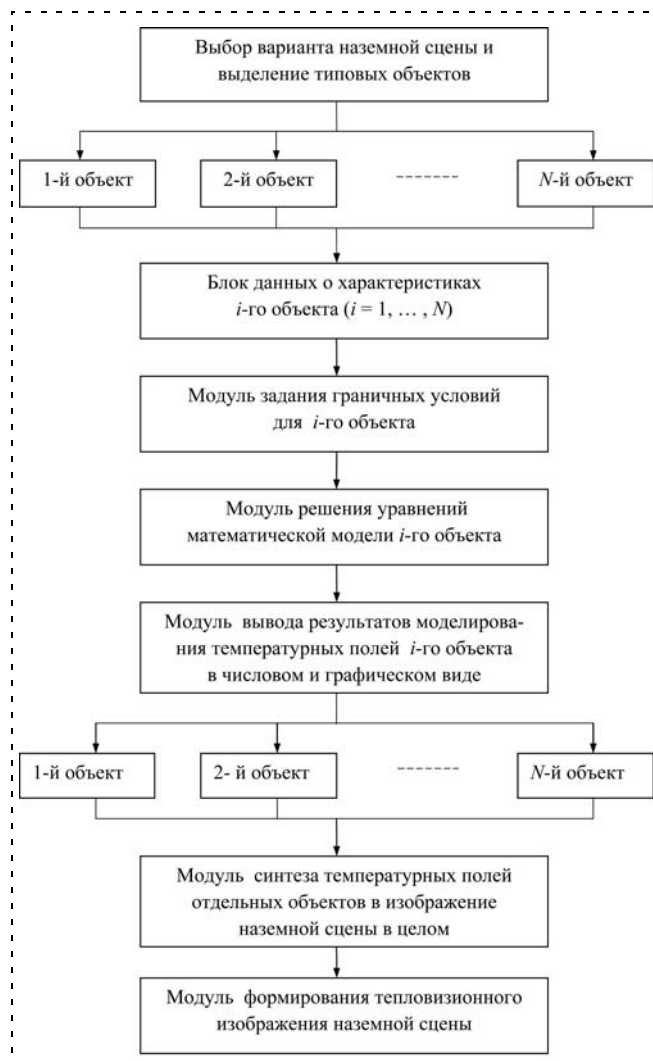 Выбор варианта наземной сцены и
выделение типовых объектов
1-й объект
2-й объект
N-й объект
Блок данных о характеристиках
i-го объекта (i = 1, … , N)
Модуль задания граничных условий
для i-го объекта
Модуль решения уравнений
математической модели i-го объекта
Модуль вывода результатов моделирова-
ния температурных полей i-го объекта
в числовом и графическом виде
1-й объект
2- й объект
N-й объект
Модуль синтеза температурных полей
отдельных объектов в изображение
наземной сцены в целом
Модуль формирования тепловизионного
изображения наземной сцены